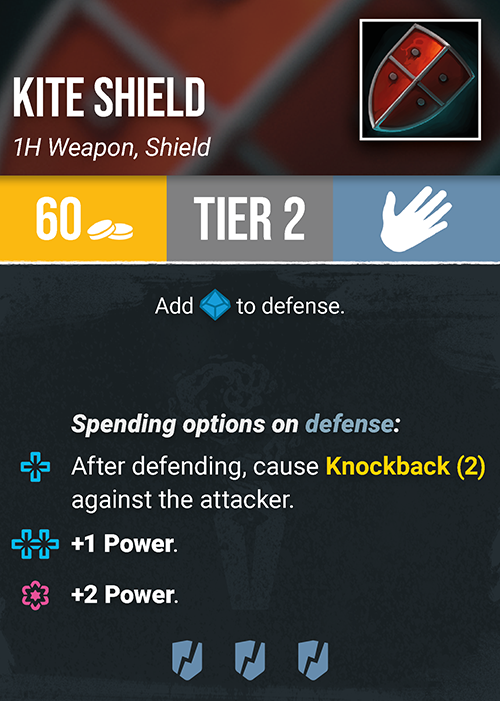 KITE SHIELD
1H Weapon, Shield
60
TIER 2
Add to defense.
Spending options on defense:
After defending, cause Knockback (2)
against the attacker.
+1 Power.
+2 Power.